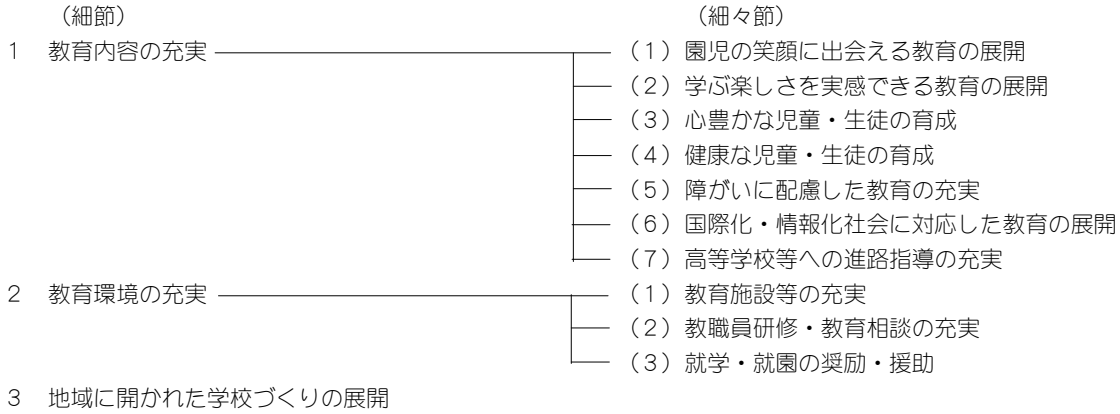 （細節） （細々節）
１ 教育内容の充実 （１）園児の笑顔に出会える教育の展開
（２）学ぶ楽しさを実感できる教育の展開
（３）心豊かな児童・生徒の育成
（４）健康な児童・生徒の育成
（５）障がいに配慮した教育の充実
（６）国際化・情報化社会に対応した教育の展開
（７）高等学校等への進路指導の充実
２ 教育環境の充実 （１）教育施設等の充実
（２）教職員研修・教育相談の充実
（３）就学・就園の奨励・援助
３ 地域に開かれた学校づくりの展開